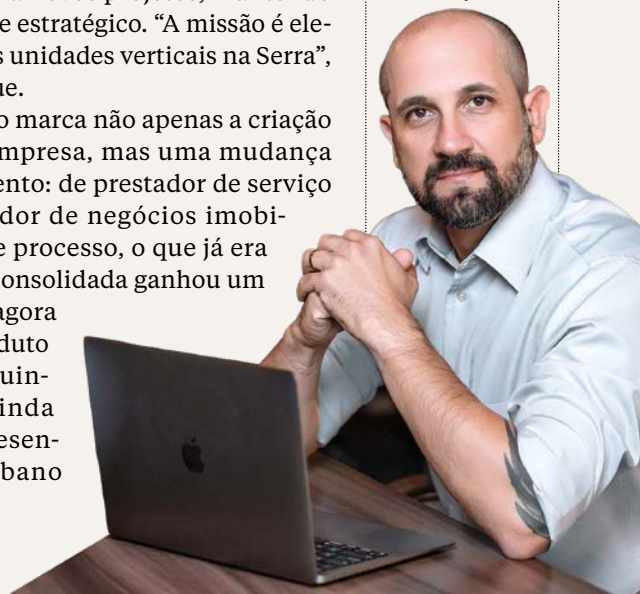 e estratégico. “A missão é ele-
s unidades verticais na Serra”,
ue.
o marca não apenas a criação
mpresa, mas uma mudança
ento: de prestador de serviço
dor de negócios imobi-
e processo, o que já era
onsolidada ganhou um
agora
duto
uin-
inda
esen-
bano